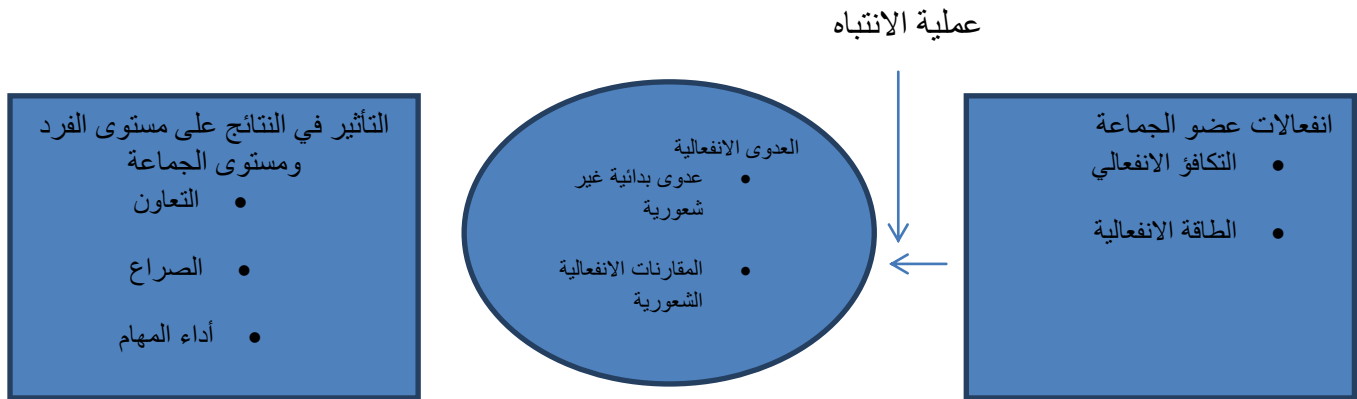 عملية الانتباه
انفعالات عضو الجماعة
• التكافؤ الانفعالي
• الطاقة الانفعالية
العدوى الانفعالية
• عدوى بدائية غير
شعورية
• المقارنات الانفعالية
الشعورية
التأثير في النتائج على مستوى الفرد
ومستوى الجماعة
• التعاون
• الصراع
• أداء المهام